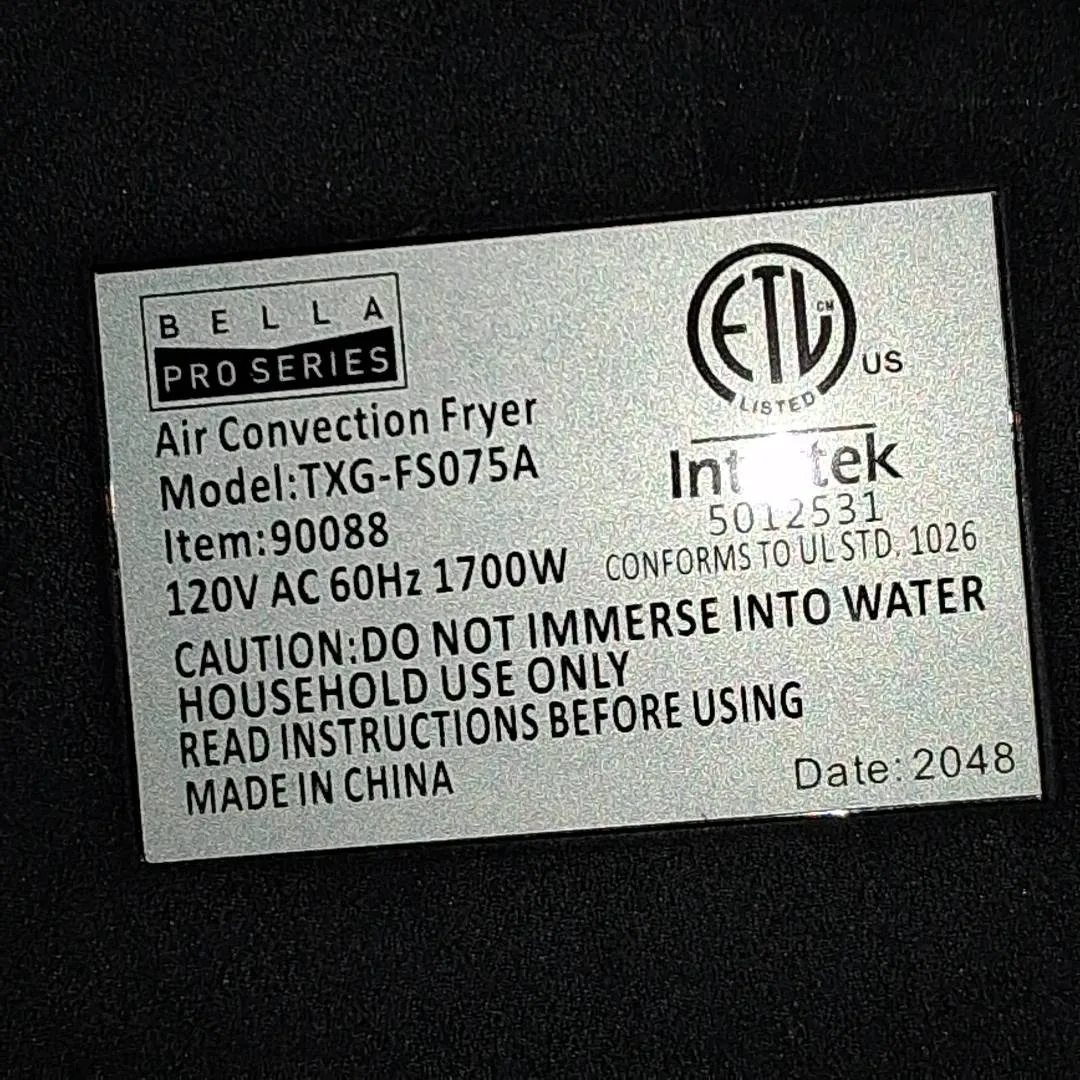 BELLA
PRO SERIES
Air Convection Fryer
Model:TXG-FS075A
Item:90088
120V AC 60Hz 1700W
CAUTION:DO NOT IMMERSE INTO WATER
HOUSEHOLD USE ONLY
READ INSTRUCTIONS BEFORE USING
MADE IN CHINA
ETL
CM
US
LISTED
Intertek
5012531
CONFORMS TO UL STD. 1026
Date: 2048